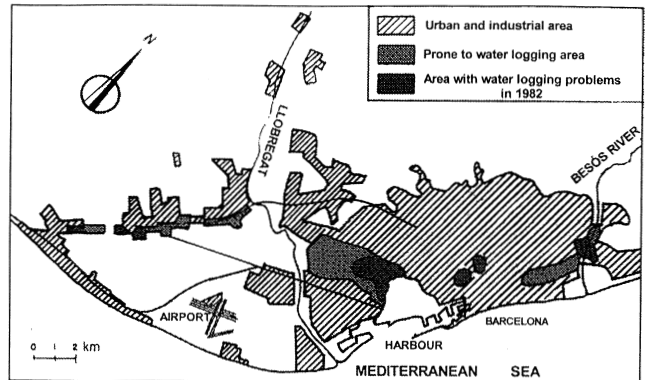 Urban and industrial area
Prone to water logging area
Area with water logging problems
in 1982
N
LLOBREGAT
BESÓS RIVER
AIRPORT
BARCELONA
HARBOUR
0 1 2 km
MEDITERRANEAN SEA